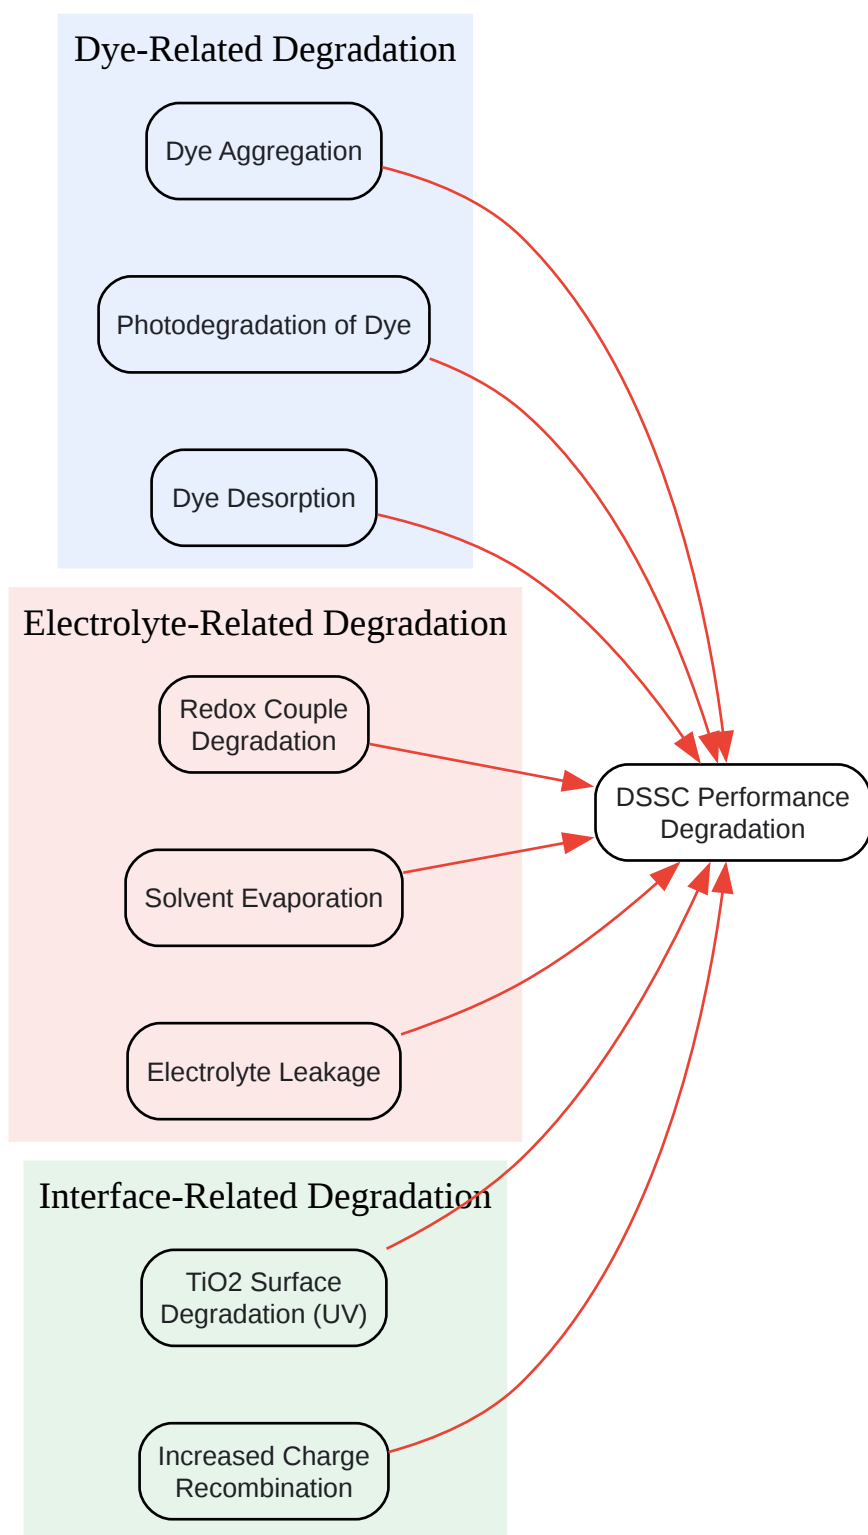 Dye-Related Degradation
Dye Aggregation
Photodegradation of Dye
Dye Desorption
Electrolyte-Related Degradation
Redox Couple
Degradation
DSSC Performance
Degradation
Solvent Evaporation
Electrolyte Leakage
Interface-Related Degradation
TiO2 Surface
Degradation (UV)
Increased Charge
Recombination